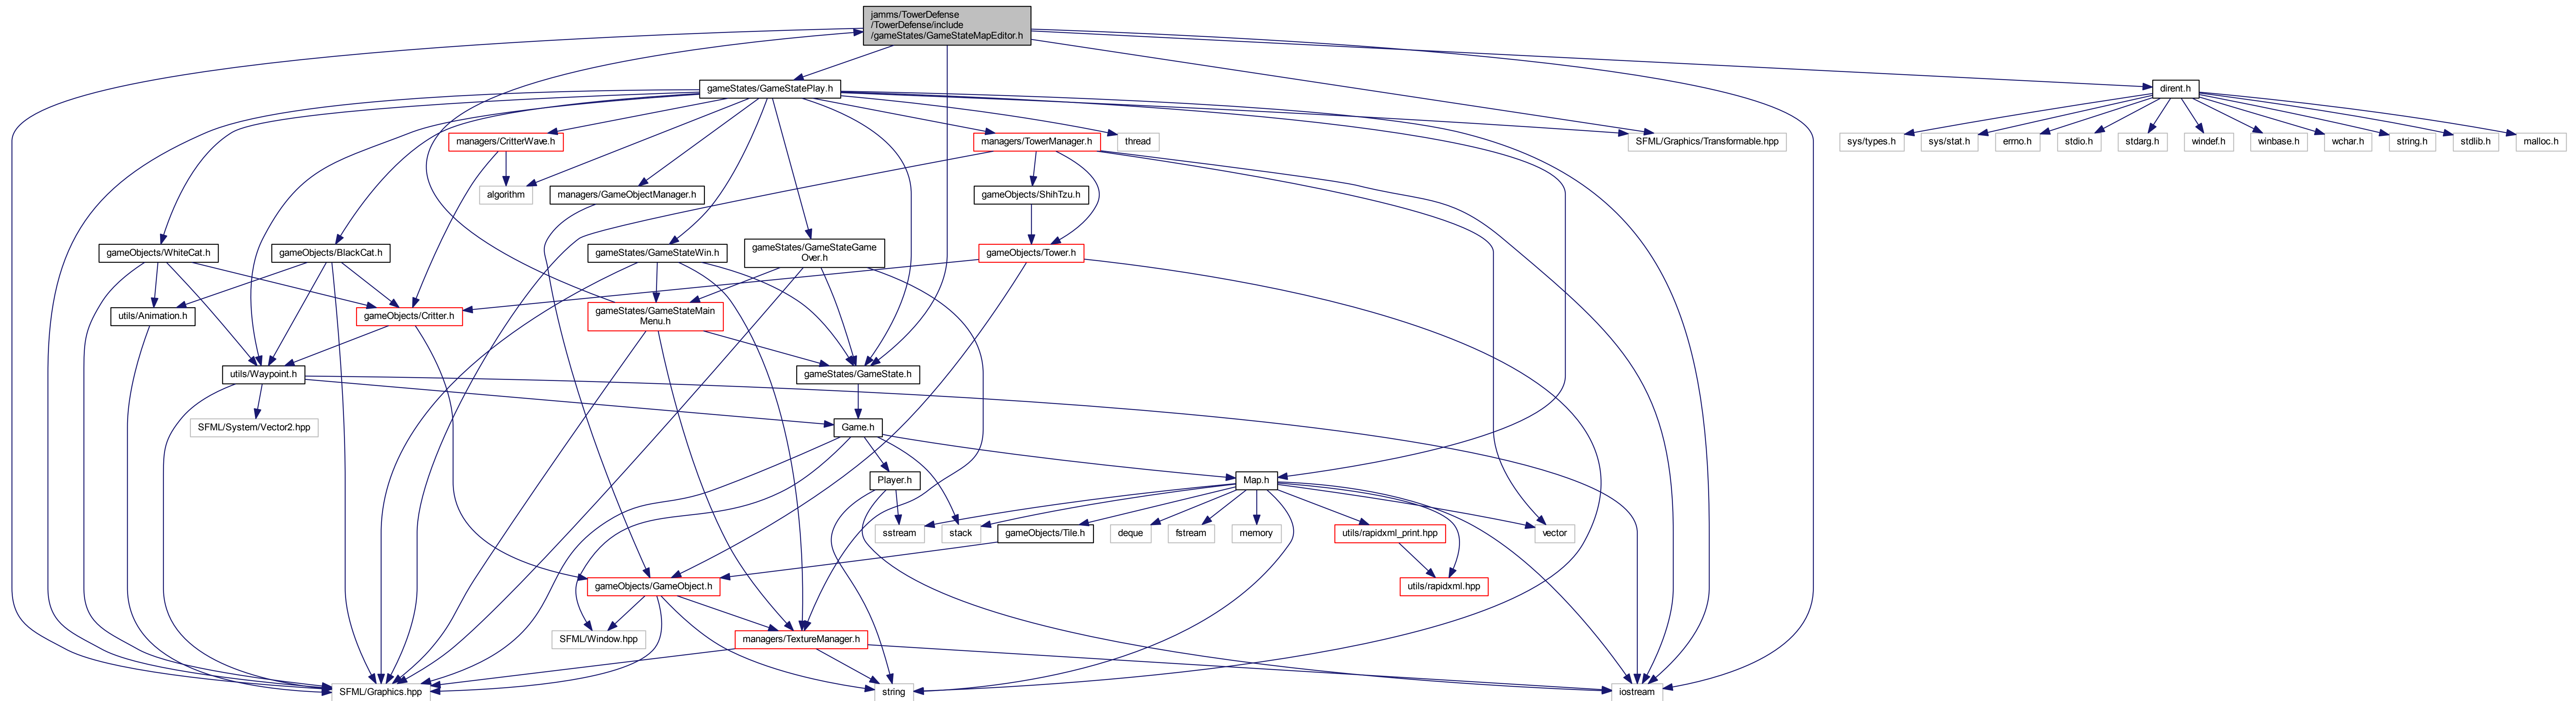 jamms/TowerDefense
/TowerDefense/include
/gameStates/GameStateMapEditor.h
gameStates/GameStatePlay.h
dirent.h
managers/CritterWave.h
managers/TowerManager.h
thread
SFML/Graphics/Transformable.hpp
sys/types.h
sys/stat.h
errno.h
stdio.h
stdarg.h
windef.h
winbase.h
wchar.h
string.h
stdlib.h
malloc.h
algorithm
managers/GameObjectManager.h
gameObjects/ShihTzu.h
gameObjects/WhiteCat.h
gameObjects/BlackCat.h
gameStates/GameStateWin.h
gameStates/GameStateGame
Over.h
gameObjects/Tower.h
utils/Animation.h
gameObjects/Critter.h
gameStates/GameStateMain
Menu.h
utils/Waypoint.h
gameStates/GameState.h
SFML/System/Vector2.hpp
Game.h
Player.h
Map.h
sstream
stack
gameObjects/Tile.h
deque
fstream
memory
utils/rapidxml_print.hpp
vector
gameObjects/GameObject.h
utils/rapidxml.hpp
SFML/Window.hpp
managers/TextureManager.h
SFML/Graphics.hpp
string
iostream